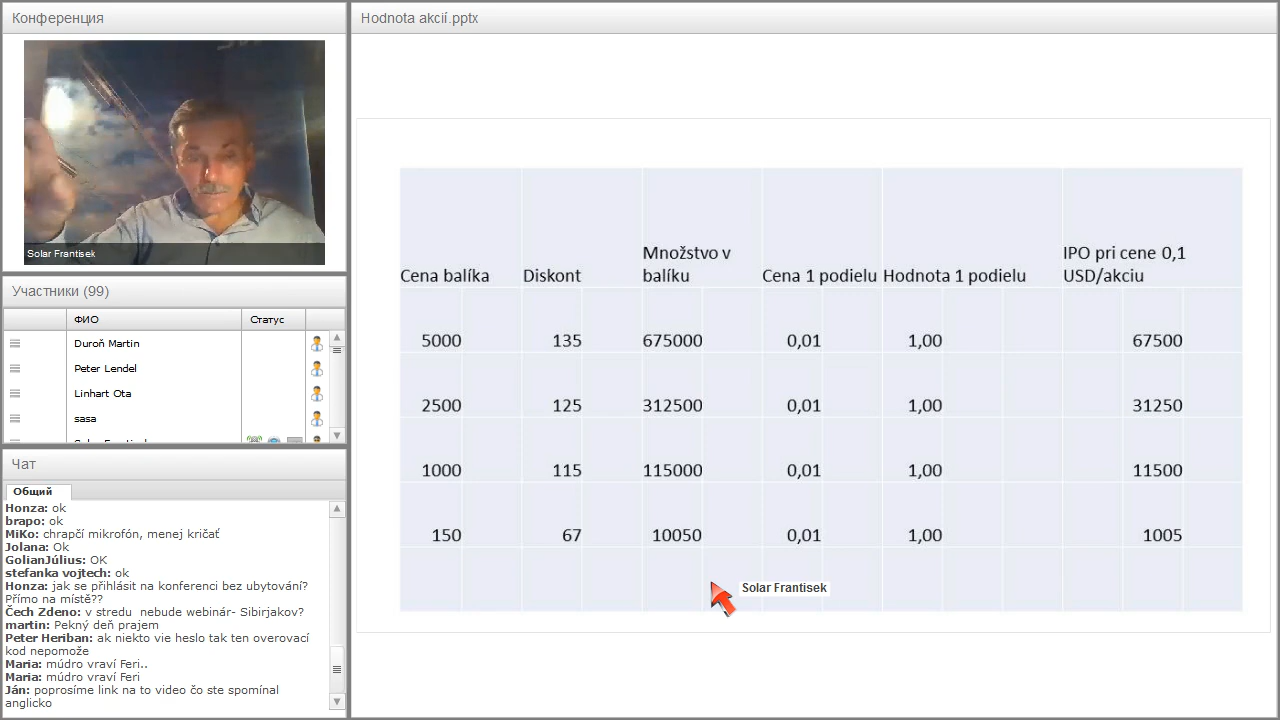 Конференция
Solar Frantisek
Участники (99)
ФИО Статус
Duroň Martin
Peter Lendel
Linhart Ota
sasa
Чат
Общий
Honza: ok
brapo: ok
MiKo: chrapčí mikrofón, menej kričať
Jolana: Ok
GolianJúlius: OK
stefanka vojtech: ok
Honza: jak se přihlásit na konferenci bez ubytování?
Přímo na místě??
Čech Zdeno: v stredu nebude webinár- Sibirjakov?
martin: Pekný deň prajem
Peter Heriban: ak niekto vie heslo tak ten overovací
kod nepomože
Maria: múdro vraví Feri..
Maria: múdro vraví Feri
Ján: poprosíme link na to video čo ste spomínal
anglicko
Hodnota akcií.pptx
Množstvo v IPO pri cene 0,1
Cena balíka Diskont balíku Cena 1 podielu Hodnota 1 podielu USD/akciu
5000 135 675000 0,01 1,00 67500
2500 125 312500 0,01 1,00 31250
1000 115 115000 0,01 1,00 11500
150 67 10050 0,01 1,00 1005
Solar Frantisek